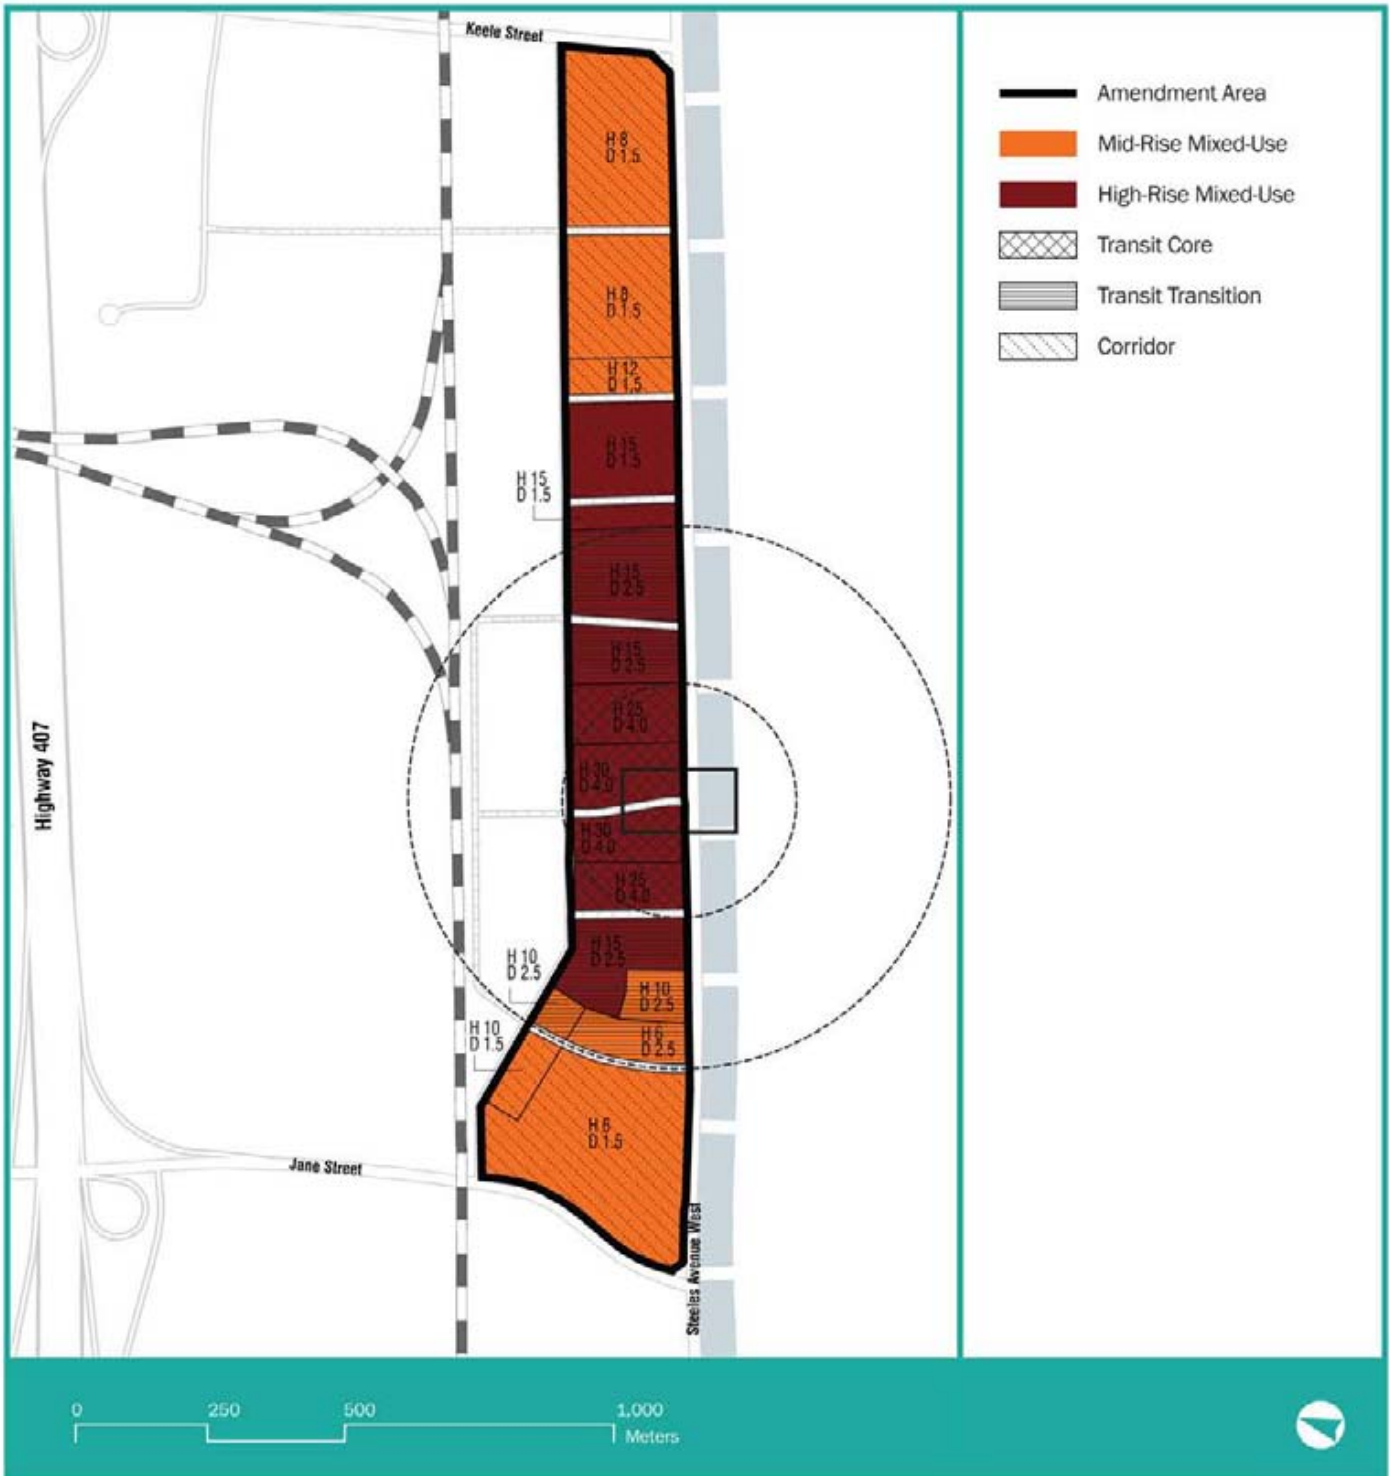 Keele Street
Amendment Area
Mid-Rise Mixed-Use
High-Rise Mixed-Use
Transit Core
Transit Transition
Corridor
H 8
D 1.5
H 8
D 1.5
H 12
D 1.5
H 15
D 1.5
H 15
D 1.5
H 15
D 2.5
H 15
D 2.5
H 25
D 4.0
H 30
D 4.0
H 30
D 4.0
H 25
D 4.0
H 15
D 2.5
H 10
D 2.5
H 10
D 2.5
H 10
D 1.5
H 6
D 2.5
H 6
D 1.5
Highway 407
Jane Street
Steeles Avenue West
0 250 500 1,000
Meters